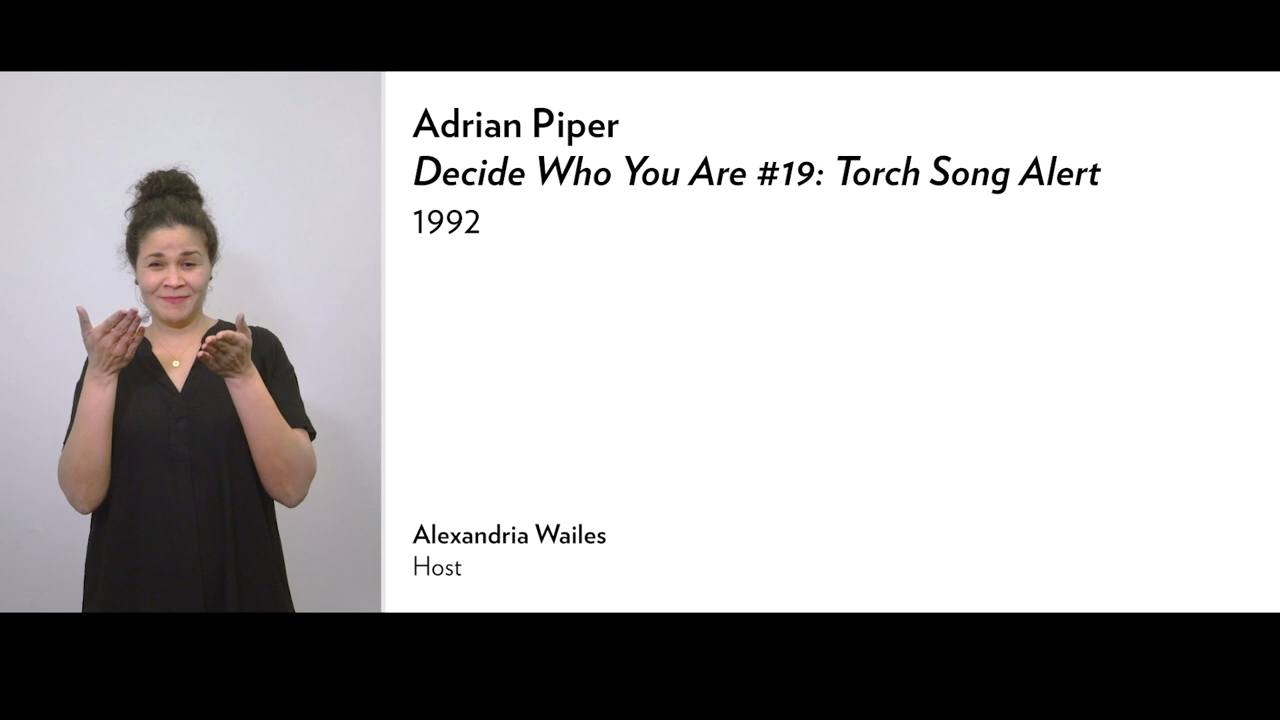 Adrian Piper
Decide Who You Are #19: Torch Song Alert
1992
Alexandria Wailes
Host